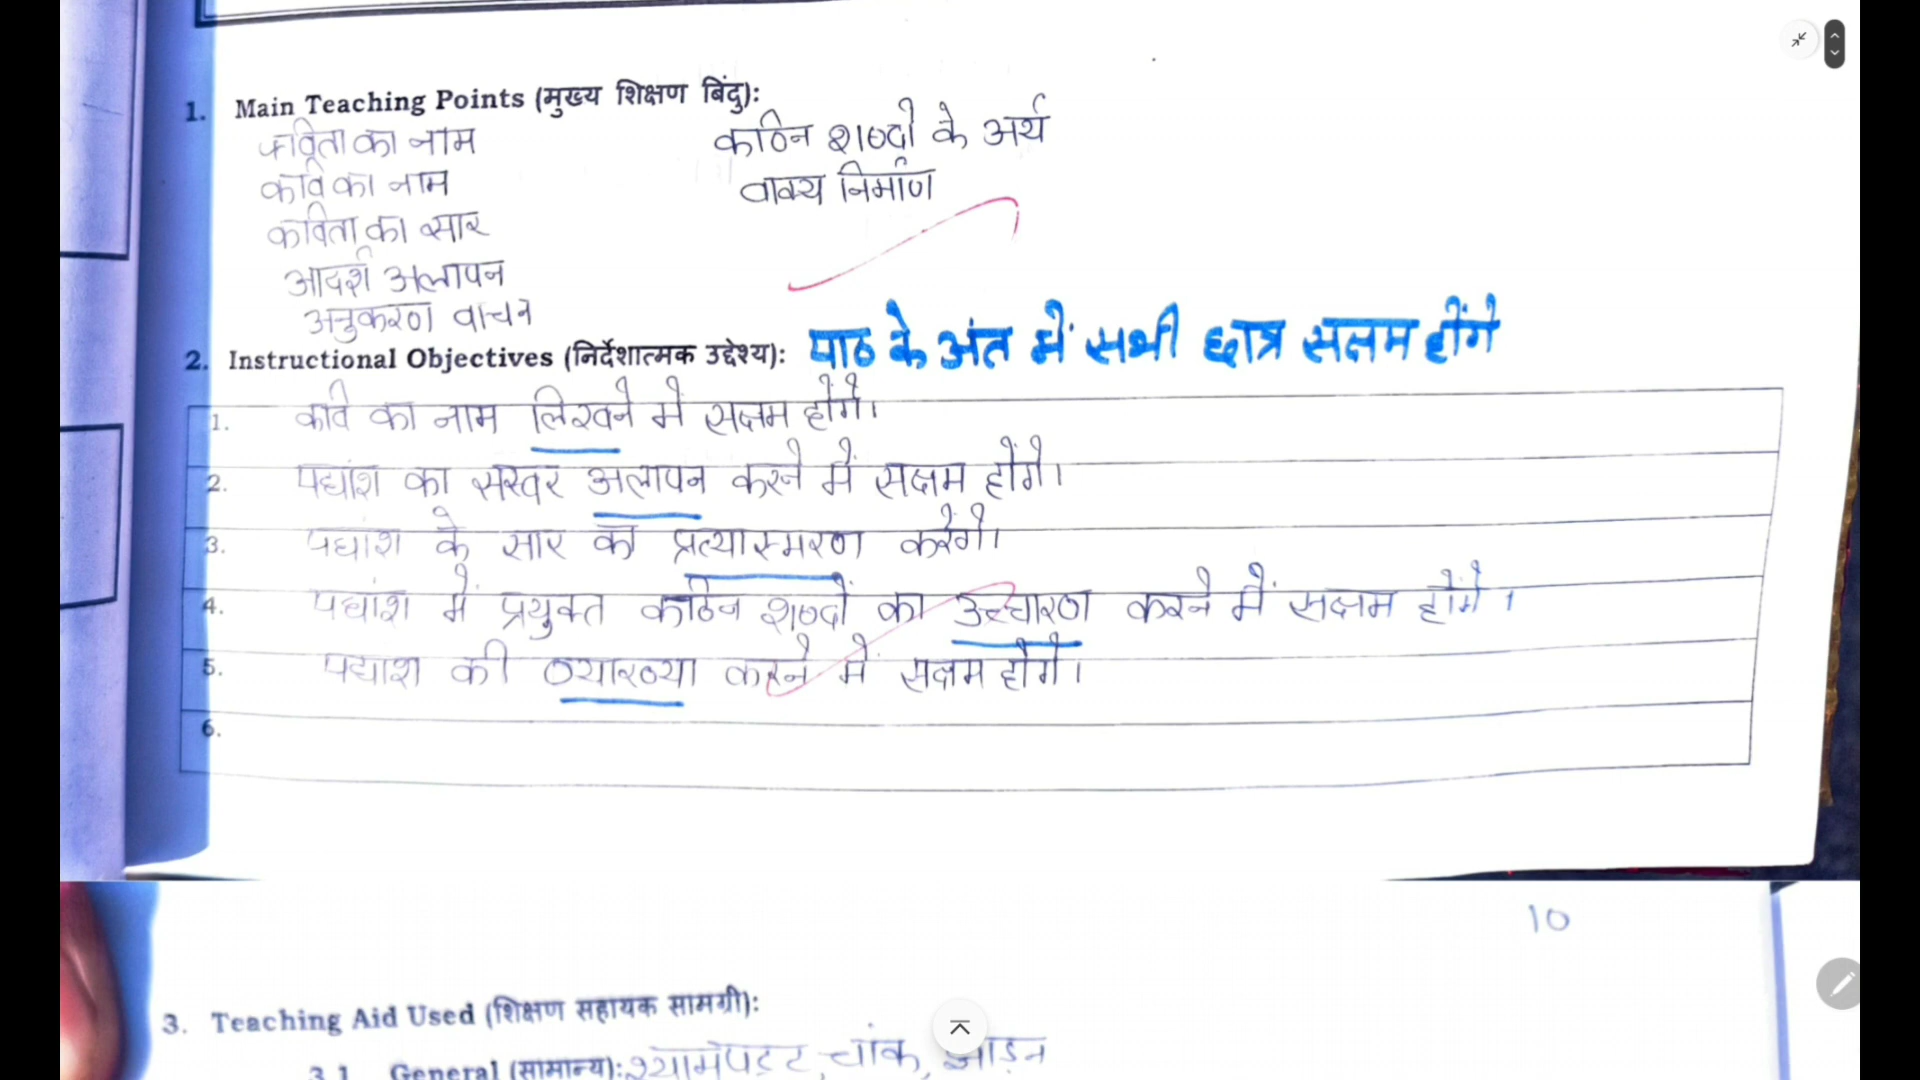 1. Main Teaching Points (मुख्य शिक्षण बिंदु):
कविता का नाम
कवि का नाम
कविता का सार
आदर्श अलापन
अनुकरण वाचन
कठिन शब्दों के अर्थ
वाक्य निर्माण
2. Instructional Objectives (निर्देशात्मक उद्देश्य): पाठ के अंत में सभी छात्र सक्षम होंगे
1. कवि का नाम लिखने में सक्षम होंगे।
2. पद्यांश का सस्वर अलापन करने में सक्षम होंगे।
3. पद्यांश के सार का प्रत्यास्मरण करेंगे।
4. पद्यांश में प्रयुक्त कठिन शब्दों का उच्चारण करने में सक्षम होंगे।
5. पद्यांश की व्याख्या करने में सक्षम होंगे।
6.
10
3. Teaching Aid Used (शिक्षण सहायक सामग्री):
3.1 General (सामान्य): श्यामपट्ट, चॉक, झाड़न